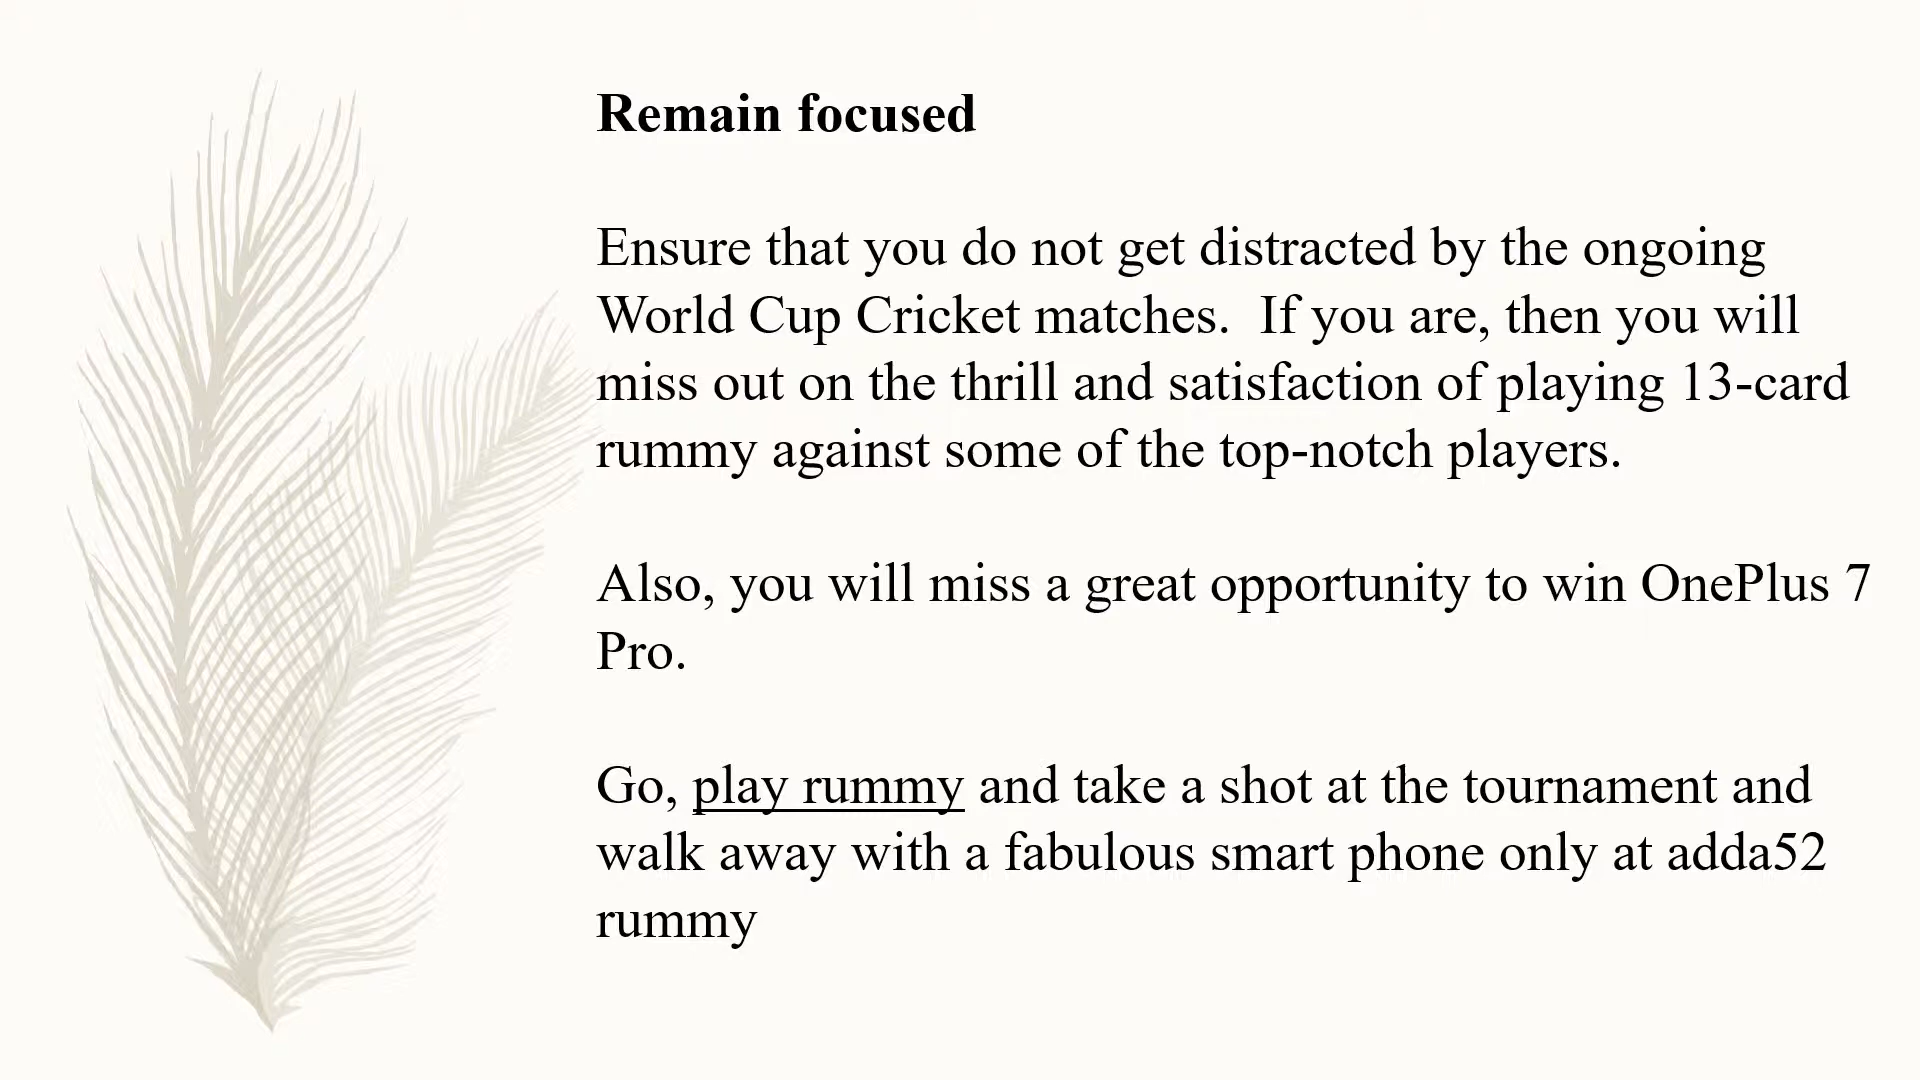 Remain focused
Ensure that you do not get distracted by the ongoing
World Cup Cricket matches.  If you are, then you will
miss out on the thrill and satisfaction of playing 13-card
rummy against some of the top-notch players.
Also, you will miss a great opportunity to win OnePlus 7
Pro.
Go, play rummy and take a shot at the tournament and
walk away with a fabulous smart phone only at adda52
rummy